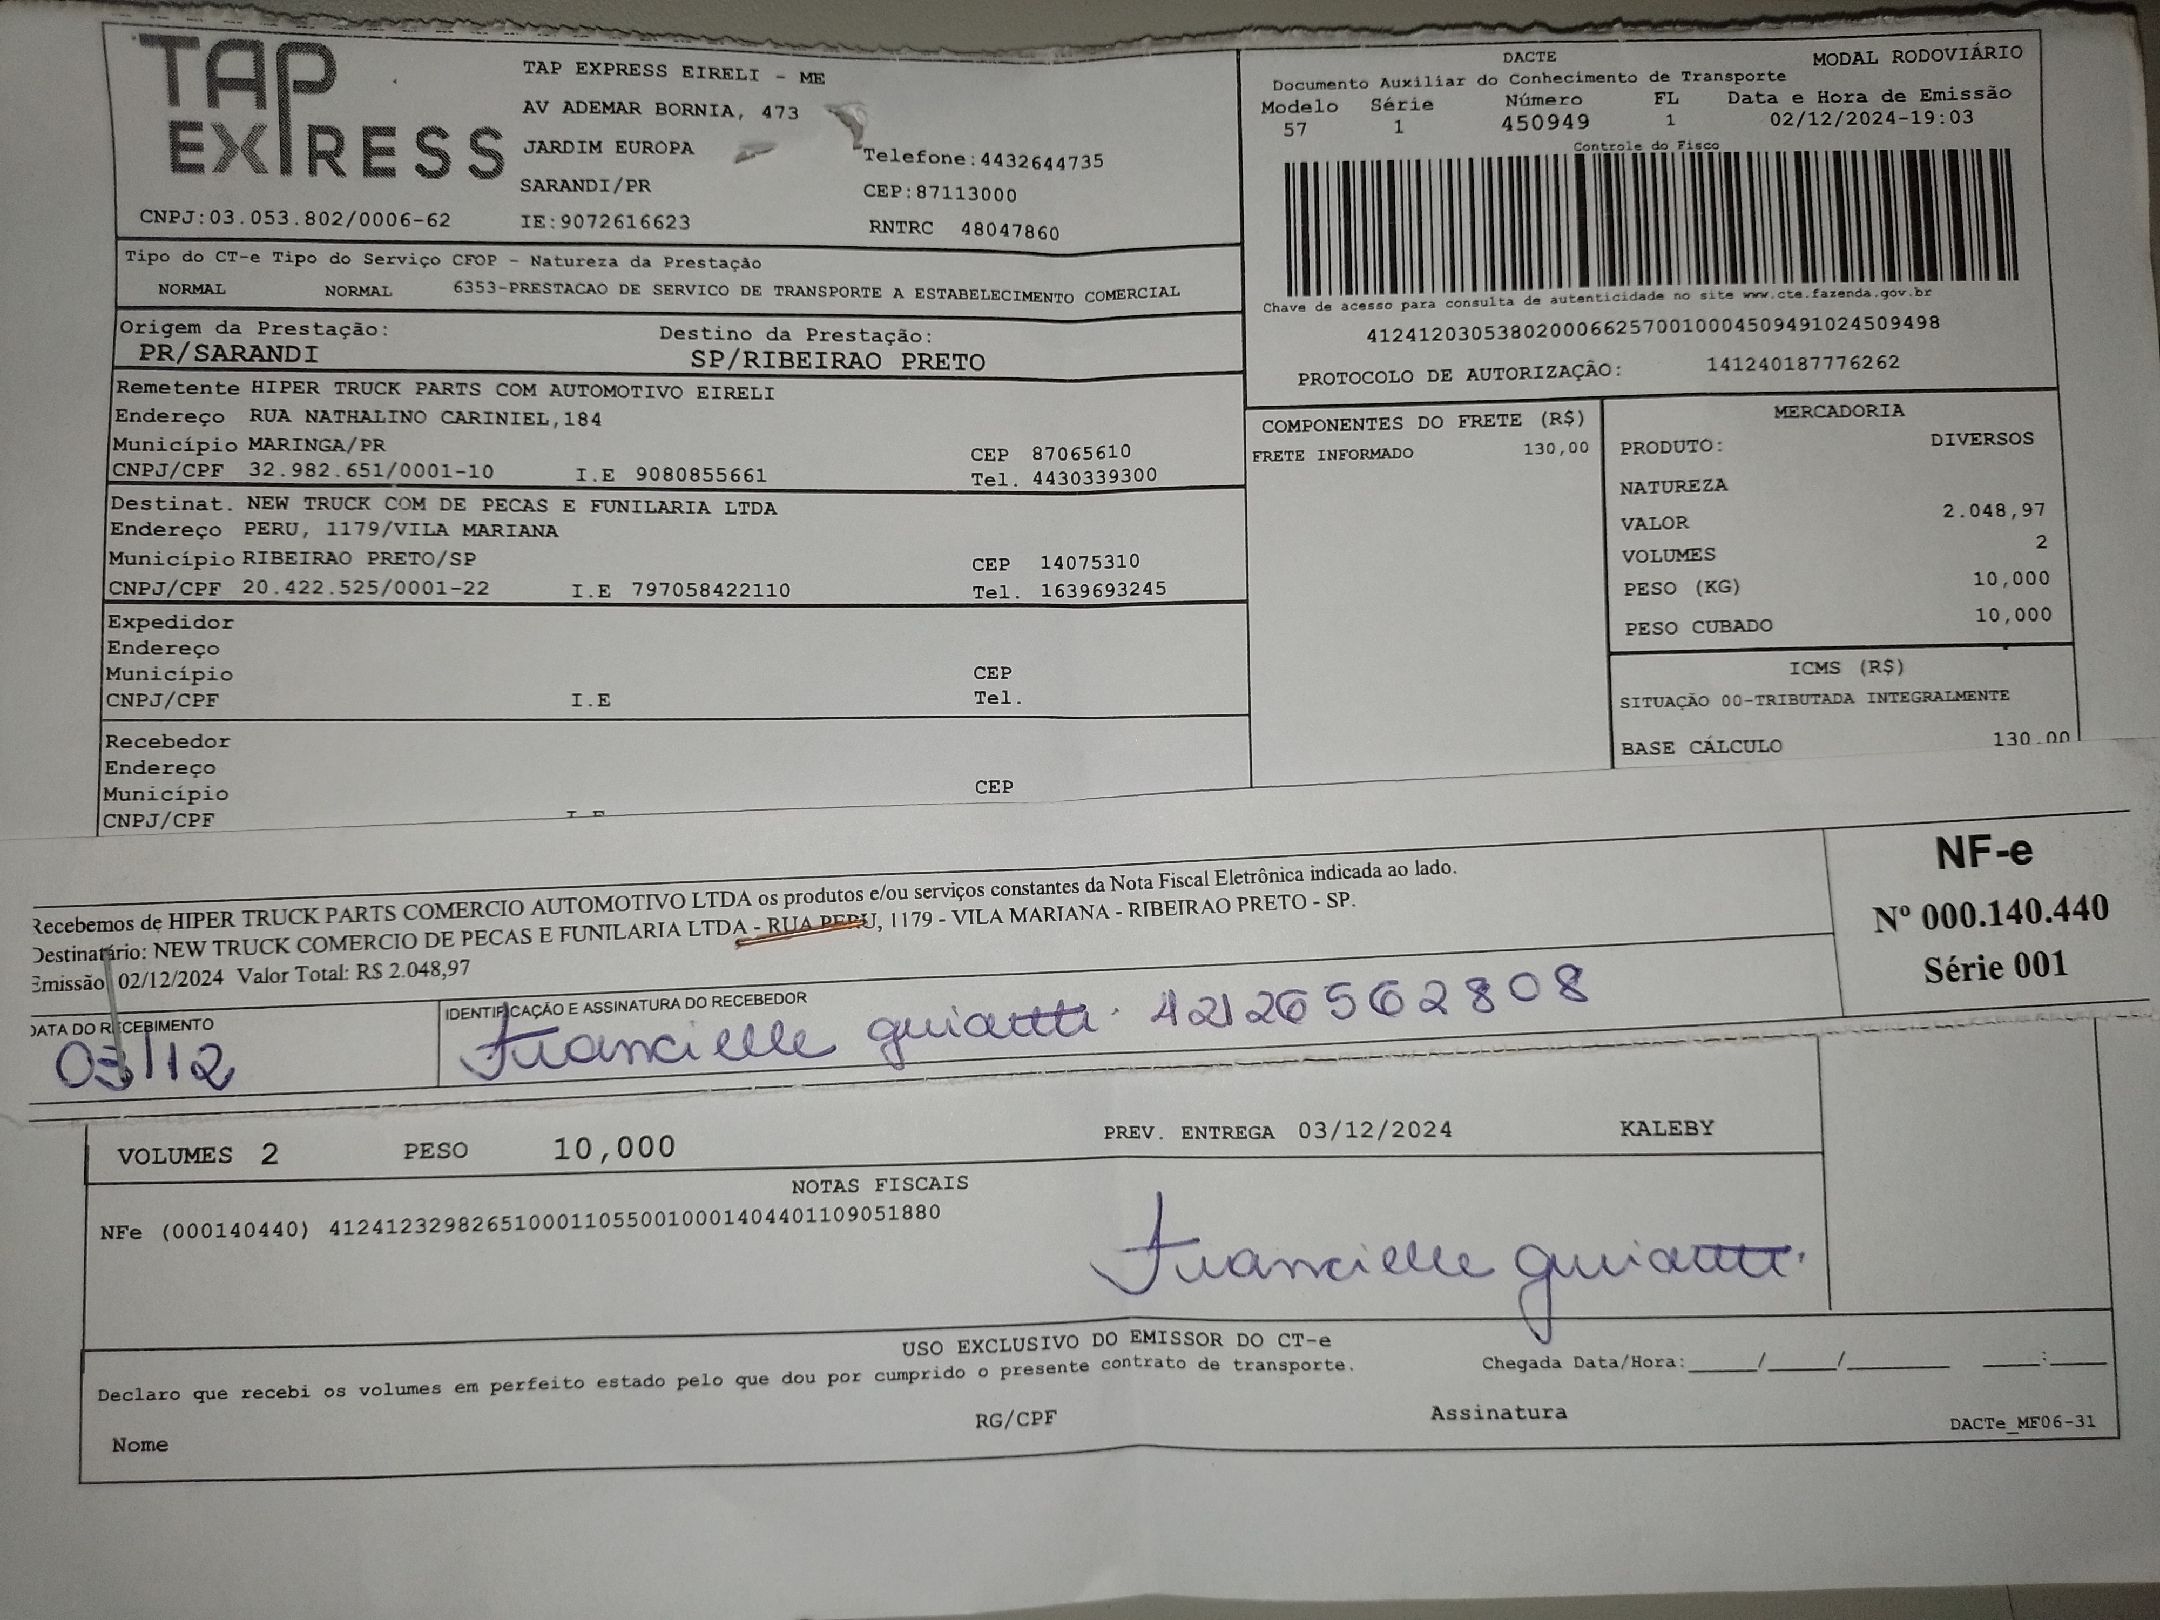 TAP EXPRESS
TAP EXPRESS EIRELI - ME
AV ADEMAR BORNIA, 473
JARDIM EUROPA
Telefone:4432644735
SARANDI/PR
CEP:87113000
CNPJ:03.053.802/0006-62 IE:9072616623 RNTRC 48047860
DACTE MODAL RODOVIÁRIO
Documento Auxiliar do Conhecimento de Transporte
Modelo Série Número FL Data e Hora de Emissão
57 1 450949 1 02/12/2024-19:03
Controle do Fisco
Chave de acesso para consulta de autenticidade no site www.cte.fazenda.gov.br
41241203053802000662570010004509491024509498
PROTOCOLO DE AUTORIZAÇÃO: 141240187776262
Tipo do CT-e Tipo do Serviço CFOP - Natureza da Prestação
NORMAL NORMAL 6353-PRESTACAO DE SERVICO DE TRANSPORTE A ESTABELECIMENTO COMERCIAL
Origem da Prestação: Destino da Prestação:
PR/SARANDI SP/RIBEIRAO PRETO
Remetente HIPER TRUCK PARTS COM AUTOMOTIVO EIRELI
Endereço RUA NATHALINO CARINIEL,184
Município MARINGA/PR CEP 87065610
CNPJ/CPF 32.982.651/0001-10 I.E 9080855661 Tel. 4430339300
Destinat. NEW TRUCK COM DE PECAS E FUNILARIA LTDA
Endereço PERU, 1179/VILA MARIANA
Município RIBEIRAO PRETO/SP CEP 14075310
CNPJ/CPF 20.422.525/0001-22 I.E 797058422110 Tel. 1639693245
Expedidor
Endereço
Município CEP
CNPJ/CPF I.E Tel.
Recebedor
Endereço
Município CEP
CNPJ/CPF I E
COMPONENTES DO FRETE (R$)
FRETE INFORMADO 130,00
MERCADORIA
PRODUTO: DIVERSOS
NATUREZA
VALOR 2.048,97
VOLUMES 2
PESO (KG) 10,000
PESO CUBADO 10,000
ICMS (R$)
SITUAÇÃO 00-TRIBUTADA INTEGRALMENTE
BASE CÁLCULO 130.00
Recebemos de HIPER TRUCK PARTS COMERCIO AUTOMOTIVO LTDA os produtos e/ou serviços constantes da Nota Fiscal Eletrônica indicada ao lado.
Destinatário: NEW TRUCK COMERCIO DE PECAS E FUNILARIA LTDA - RUA PERU, 1179 - VILA MARIANA - RIBEIRAO PRETO - SP.
Emissão 02/12/2024 Valor Total: R$ 2.048,97
NF-e
Nº 000.140.440
Série 001
DATA DO RECEBIMENTO IDENTIFICAÇÃO E ASSINATURA DO RECEBEDOR
03/12 Francielle 42126562808
VOLUMES 2 PESO 10,000 PREV. ENTREGA 03/12/2024 KALEBY
NOTAS FISCAIS
NFe (000140440) 41241232982651000110550010001404401109051880
Francielle
USO EXCLUSIVO DO EMISSOR DO CT-e
Declaro que recebi os volumes em perfeito estado pelo que dou por cumprido o presente contrato de transporte.
Chegada Data/Hora:_____/_____/________ ____:____
Nome RG/CPF Assinatura DACTe_MF06-31